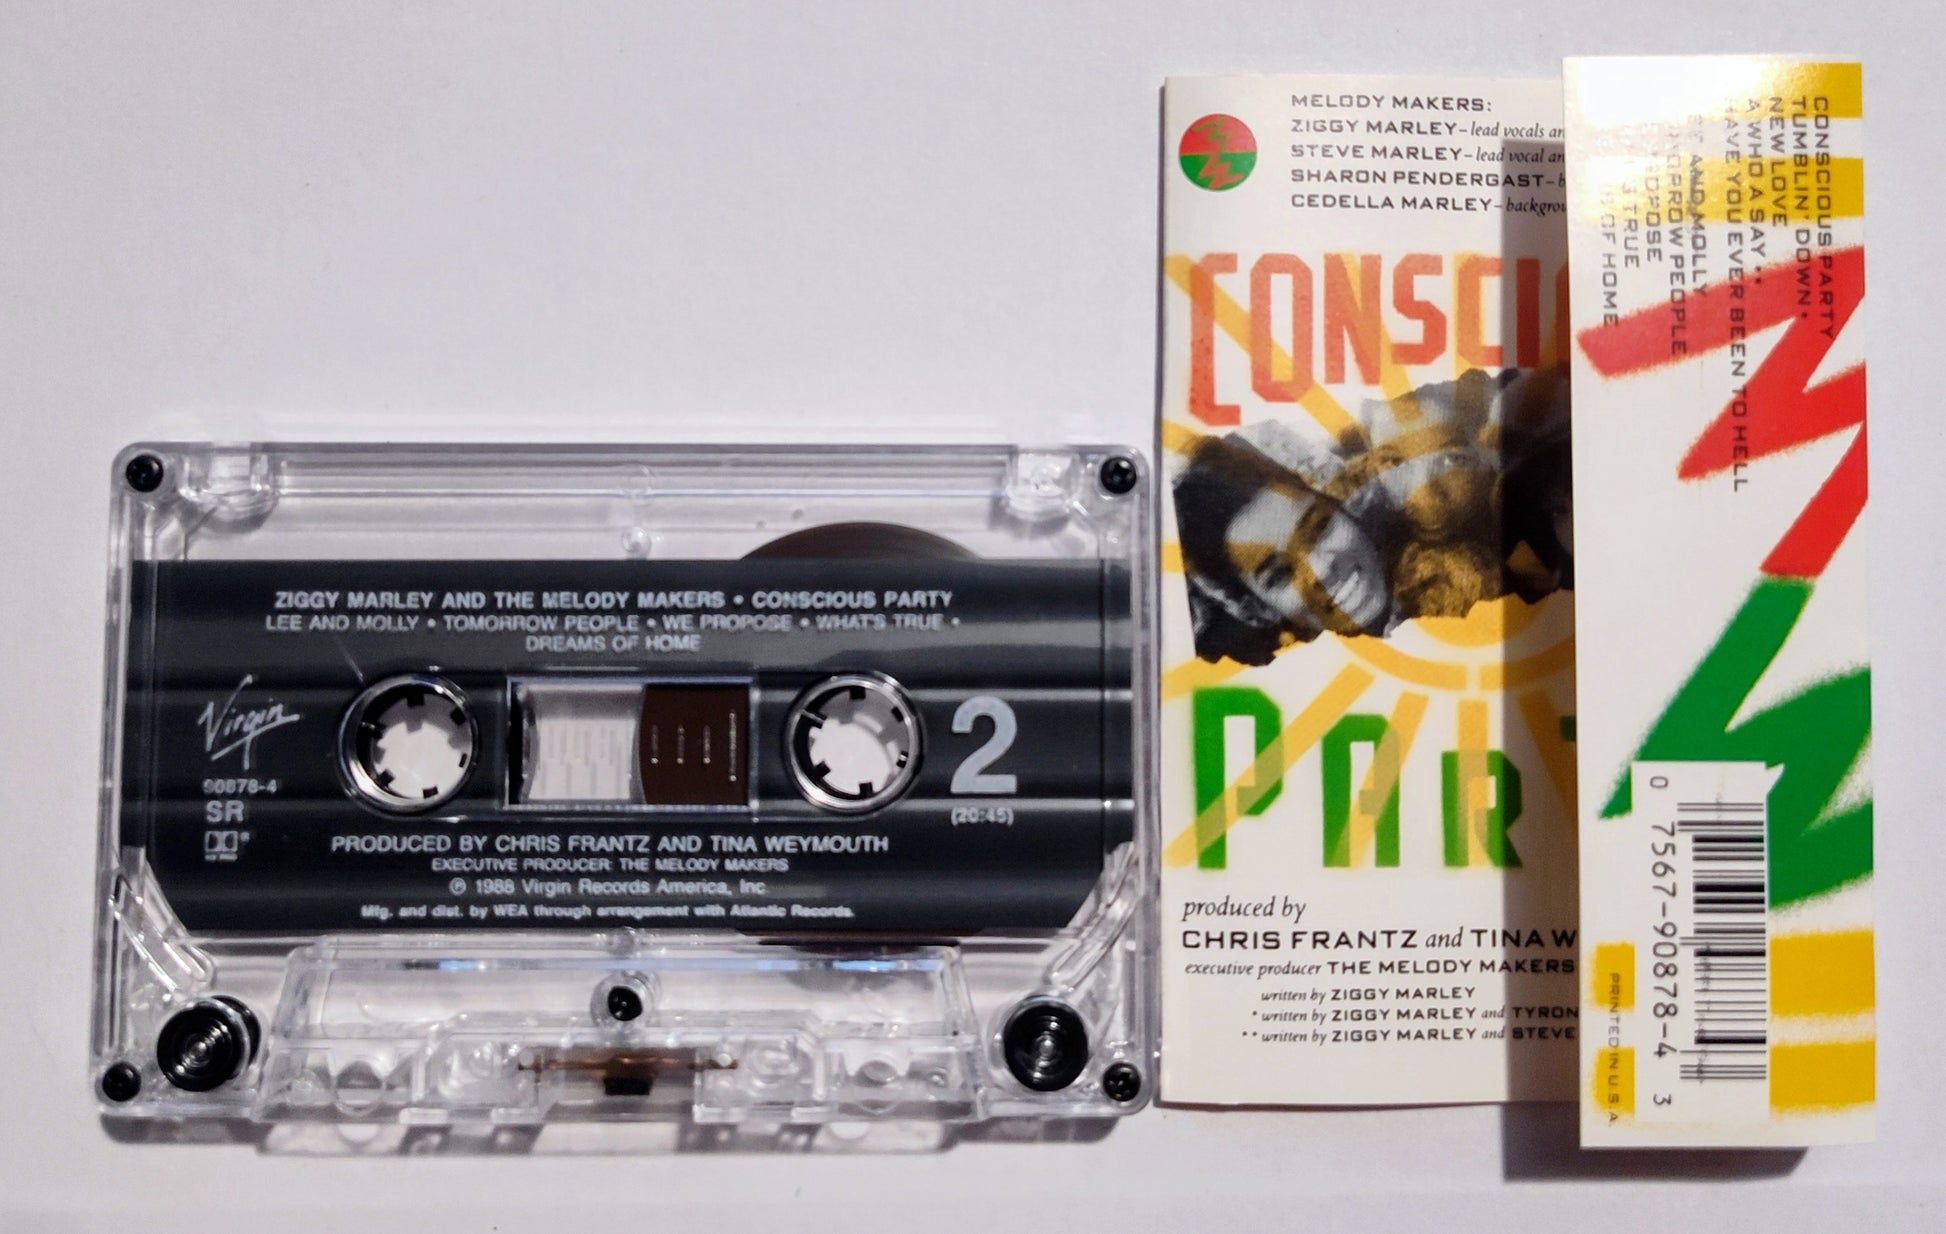 ZIGGY MARLEY AND THE MELODY MAKERS • CONSCIOUS PARTY
LEE AND MOLLY • TOMORROW PEOPLE • WE PROPOSE • WHAT'S TRUE •
DREAMS OF HOME
Virgin
90878-4
SR
2
(20:45)
PRODUCED BY CHRIS FRANTZ AND TINA WEYMOUTH
EXECUTIVE PRODUCER: THE MELODY MAKERS
℗ 1988 Virgin Records America, Inc
Mfg. and dist. by WEA through arrangement with Atlantic Records.
MELODY MAKERS:
ZIGGY MARLEY–lead vocals
STEVE MARLEY–lead vocal
SHARON PENDERGAST–
CEDELLA MARLEY–
CONSCI
PAR
produced by
CHRIS FRANTZ and TINA W
executive producer THE MELODY MAKERS
written by ZIGGY MARLEY
* written by ZIGGY MARLEY and TYRON
** written by ZIGGY MARLEY and STEVE
CONSCIOUS PARTY
TUMBLIN' DOWN*
NEW LOVE
A WHO A SAY**
HAVE YOU EVER BEEN TO HELL
AND MOLLY
PEOPLE
TRUE
OF HOME
0 7567-90878-4 3
PRINTED IN U.S.A.